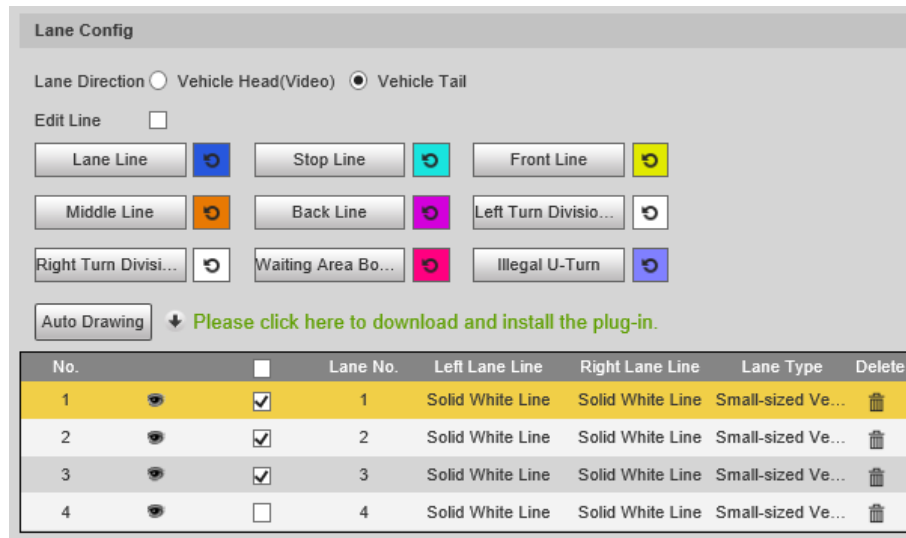 Lane Config
Lane Direction Vehicle Head(Video) Vehicle Tail
Edit Line
Lane Line Stop Line Front Line
Middle Line Back Line Left Turn Divisio...
Right Turn Divisi... Waiting Area Bo... Illegal U-Turn
Auto Drawing Please click here to download and install the plug-in.
No. Lane No. Left Lane Line Right Lane Line Lane Type Delete
1 1 Solid White Line Solid White Line Small-sized Ve...
2 2 Solid White Line Solid White Line Small-sized Ve...
3 3 Solid White Line Solid White Line Small-sized Ve...
4 4 Solid White Line Solid White Line Small-sized Ve...